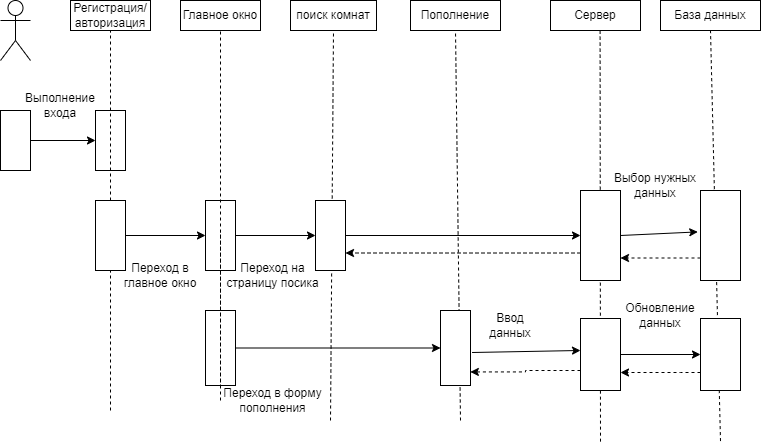 Регистрация/
авторизация
Главное окно
поиск комнат
Пополнение
Сервер
База данных
Выполнение
входа
Выбор нужных
данных
Переход в
главное окно
Переход на
страницу посика
Ввод
данных
Обновление
данных
Переход в форму
пополнения